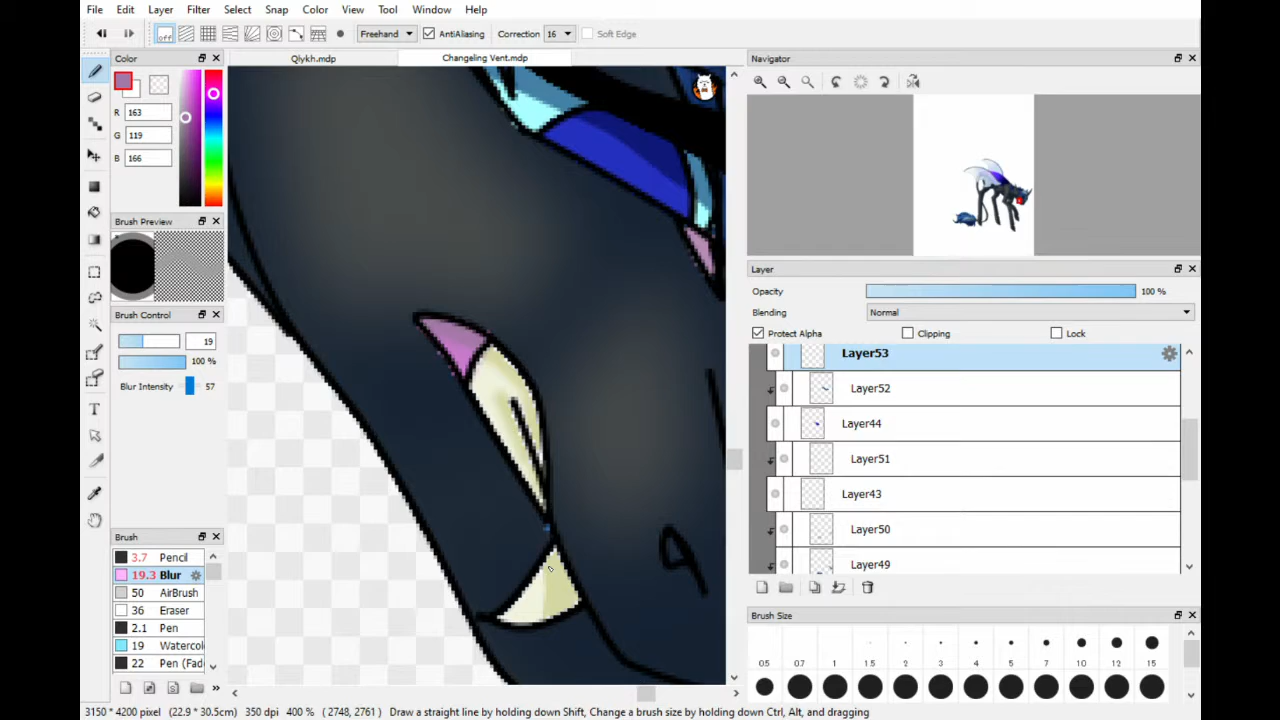 File Edit Layer Filter Select Snap Color View Tool Window Help
off Freehand AntiAliasing Correction 16 Soft Edge
Color Qlykh.mdp Changeling Vent.mdp Navigator
R 163
G 119
B 166
Brush Preview
Brush Control
19
100 %
Blur Intensity 57
Layer
Opacity 100 %
Blending Normal
Protect Alpha Clipping Lock
Layer53
Layer52
Layer44
Layer51
Layer43
Layer50
Layer49
Brush
3.7 Pencil
19.3 Blur
50 AirBrush
36 Eraser
2.1 Pen
19 Waterco
22 Pen (Fad
Brush Size
05 07 1 1.5 2 3 4 5 7 10 12 15
3150 * 4200 pixel (22.9 * 30.5cm) 350 dpi 400 % ( 2748, 2761 ) Draw a straight line by holding down Shift, Change a brush size by holding down Ctrl, Alt, and dragging